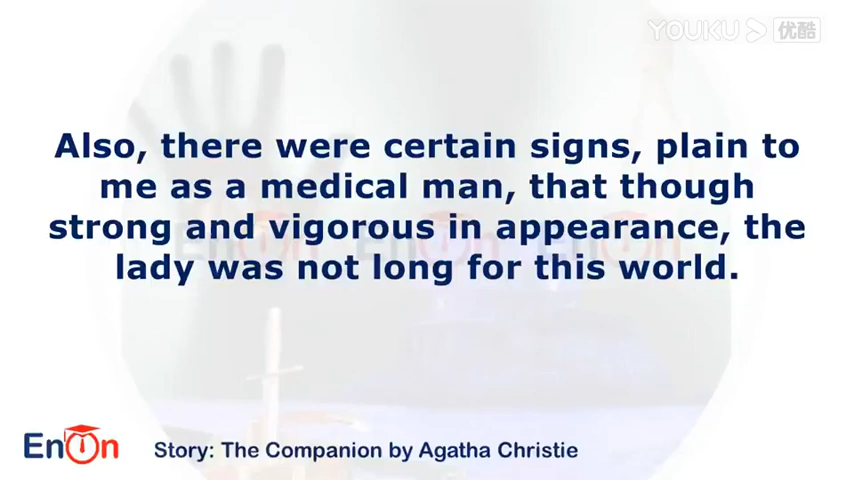 YOUKU 优酷
Also, there were certain signs, plain to
me as a medical man, that though
strong and vigorous in appearance, the
lady was not long for this world.
EnOn
Story: The Companion by Agatha Christie